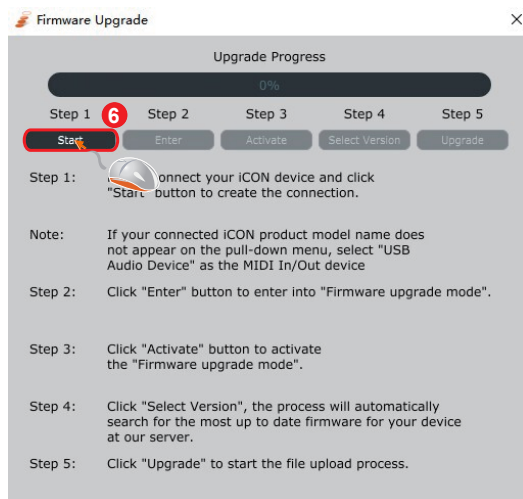 Firmware Upgrade
Upgrade Progress
0%
Step 1 6 Step 2 Step 3 Step 4 Step 5
Start Enter Activate Select Version Upgrade
Step 1: connect your iCON device and click
"Start" button to create the connection.
Note: If your connected iCON product model name does
not appear on the pull-down menu, select "USB
Audio Device" as the MIDI In/Out device
Step 2: Click "Enter" button to enter into "Firmware upgrade mode".
Step 3: Click "Activate" button to activate
the "Firmware upgrade mode".
Step 4: Click "Select Version", the process will automatically
search for the most up to date firmware for your device
at our server.
Step 5: Click "Upgrade" to start the file upload process.